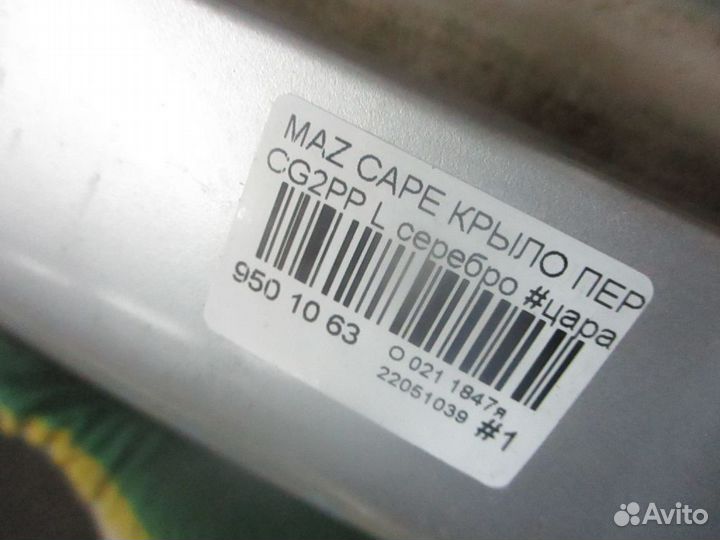 MAZ CAPE КРЫЛО ПЕР
CG2PP L серебро #цара
950 10 63
O 021 1847я
22051039 #1
Avito